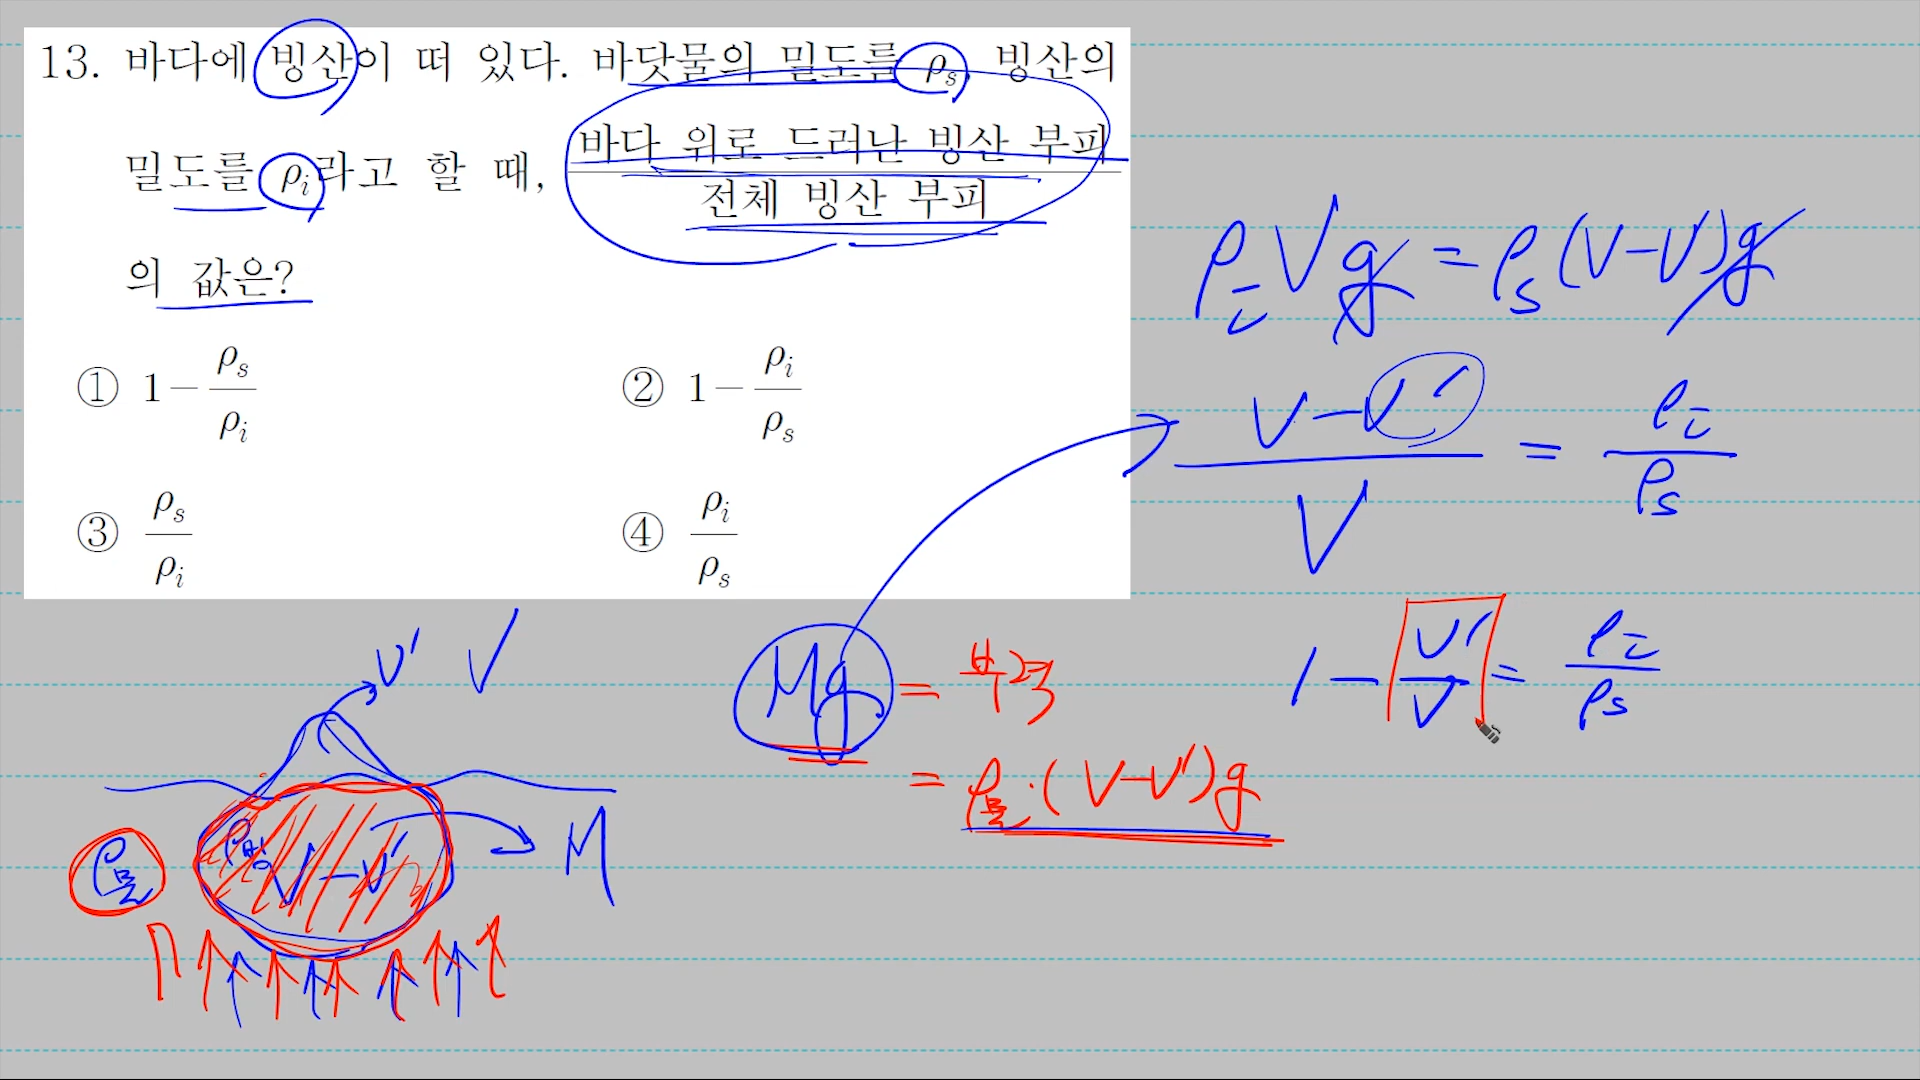 13. 바다에 빙산이 떠 있다. 바닷물의 밀도를 ρs, 빙산의
밀도를 ρi라고 할 때, 바다 위로 드러난 빙산 부피 / 전체 빙산 부피
의 값은?
① 1 − ρs/ρi ② 1 − ρi/ρs
③ ρs/ρi ④ ρi/ρs
ρi V g = ρs (V − V′) g
(V − V′)/V = ρi/ρs
1 − V′/V = ρi/ρs
V′ V
Mg = 부력
= ρ물 · (V − V′) g
ρ물
ρ빙
V − V′
M